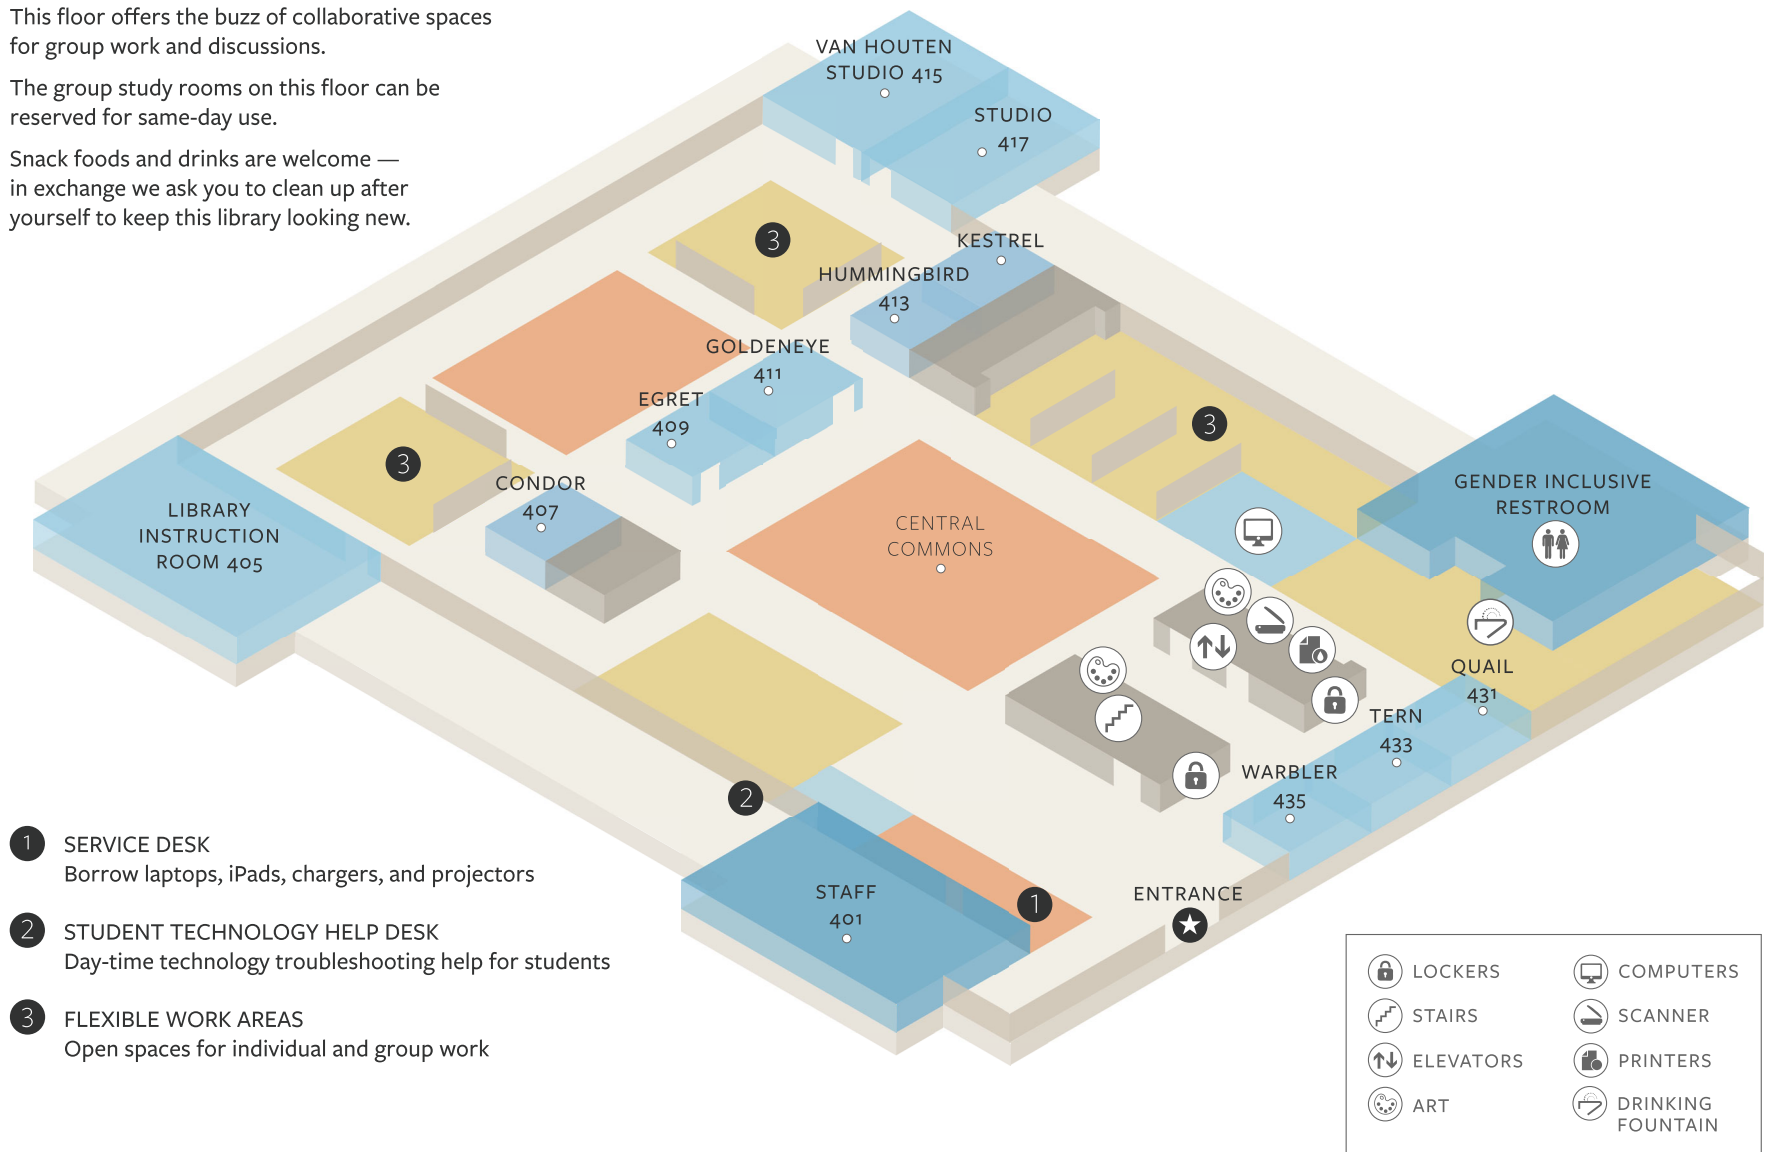 This floor offers the buzz of collaborative spaces
for group work and discussions.
The group study rooms on this floor can be
reserved for same-day use.
Snack foods and drinks are welcome —
in exchange we ask you to clean up after
yourself to keep this library looking new.
VAN HOUTEN
STUDIO 415
STUDIO
417
3
KESTREL
HUMMINGBIRD
413
GOLDENEYE
411
EGRET
409
3
3
CONDOR
407
LIBRARY
INSTRUCTION
ROOM 405
CENTRAL
COMMONS
GENDER INCLUSIVE
RESTROOM
QUAIL
431
TERN
433
WARBLER
435
2
STAFF
401
1
ENTRANCE
1 SERVICE DESK
Borrow laptops, iPads, chargers, and projectors
2 STUDENT TECHNOLOGY HELP DESK
Day-time technology troubleshooting help for students
3 FLEXIBLE WORK AREAS
Open spaces for individual and group work
LOCKERS
STAIRS
ELEVATORS
ART
COMPUTERS
SCANNER
PRINTERS
DRINKING
FOUNTAIN